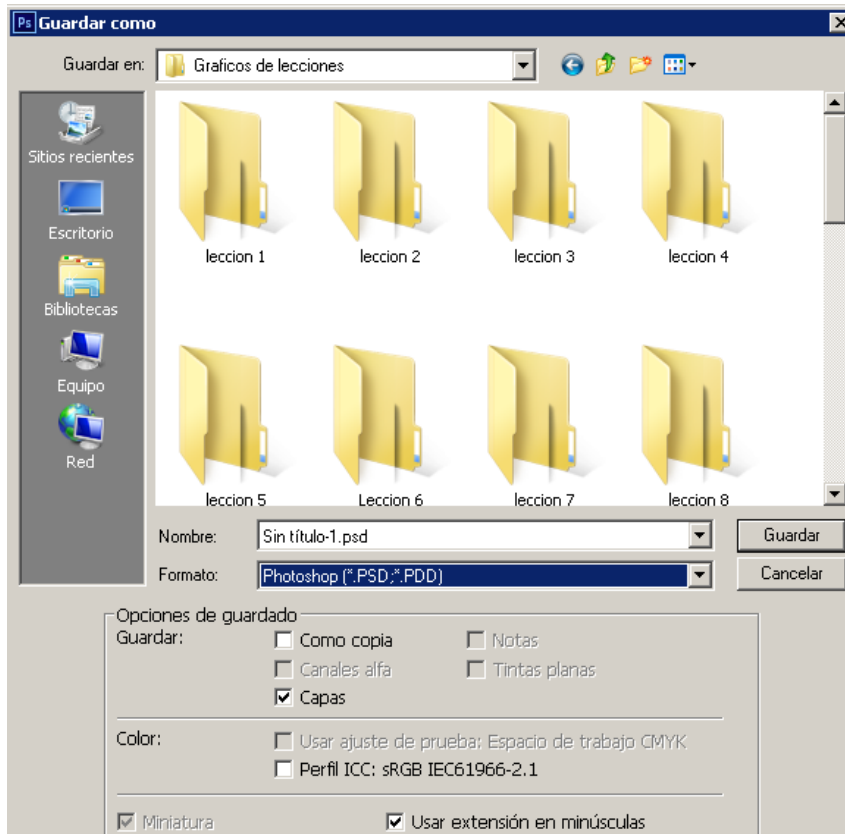 Ps Guardar como
Guardar en: Graficos de lecciones
Sitios recientes
Escritorio
Bibliotecas
Equipo
Red
leccion 1 leccion 2 leccion 3 leccion 4
leccion 5 Leccion 6 leccion 7 leccion 8
Nombre: Sin título-1.psd Guardar
Formato: Photoshop (*.PSD;*.PDD) Cancelar
Opciones de guardado
Guardar: Como copia Notas
Canales alfa Tintas planas
Capas
Color: Usar ajuste de prueba: Espacio de trabajo CMYK
Perfil ICC: sRGB IEC61966-2.1
Miniatura Usar extensión en minúsculas